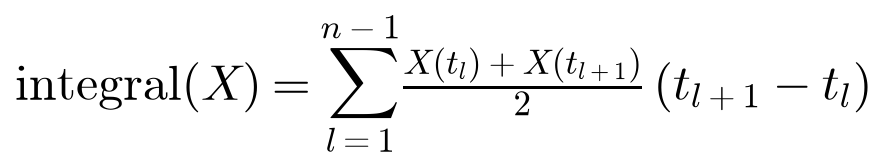 integral(X) = \sum_{l=1}^{n-1} \frac{X(t_l) + X(t_{l+1})}{2} (t_{l+1} - t_l)